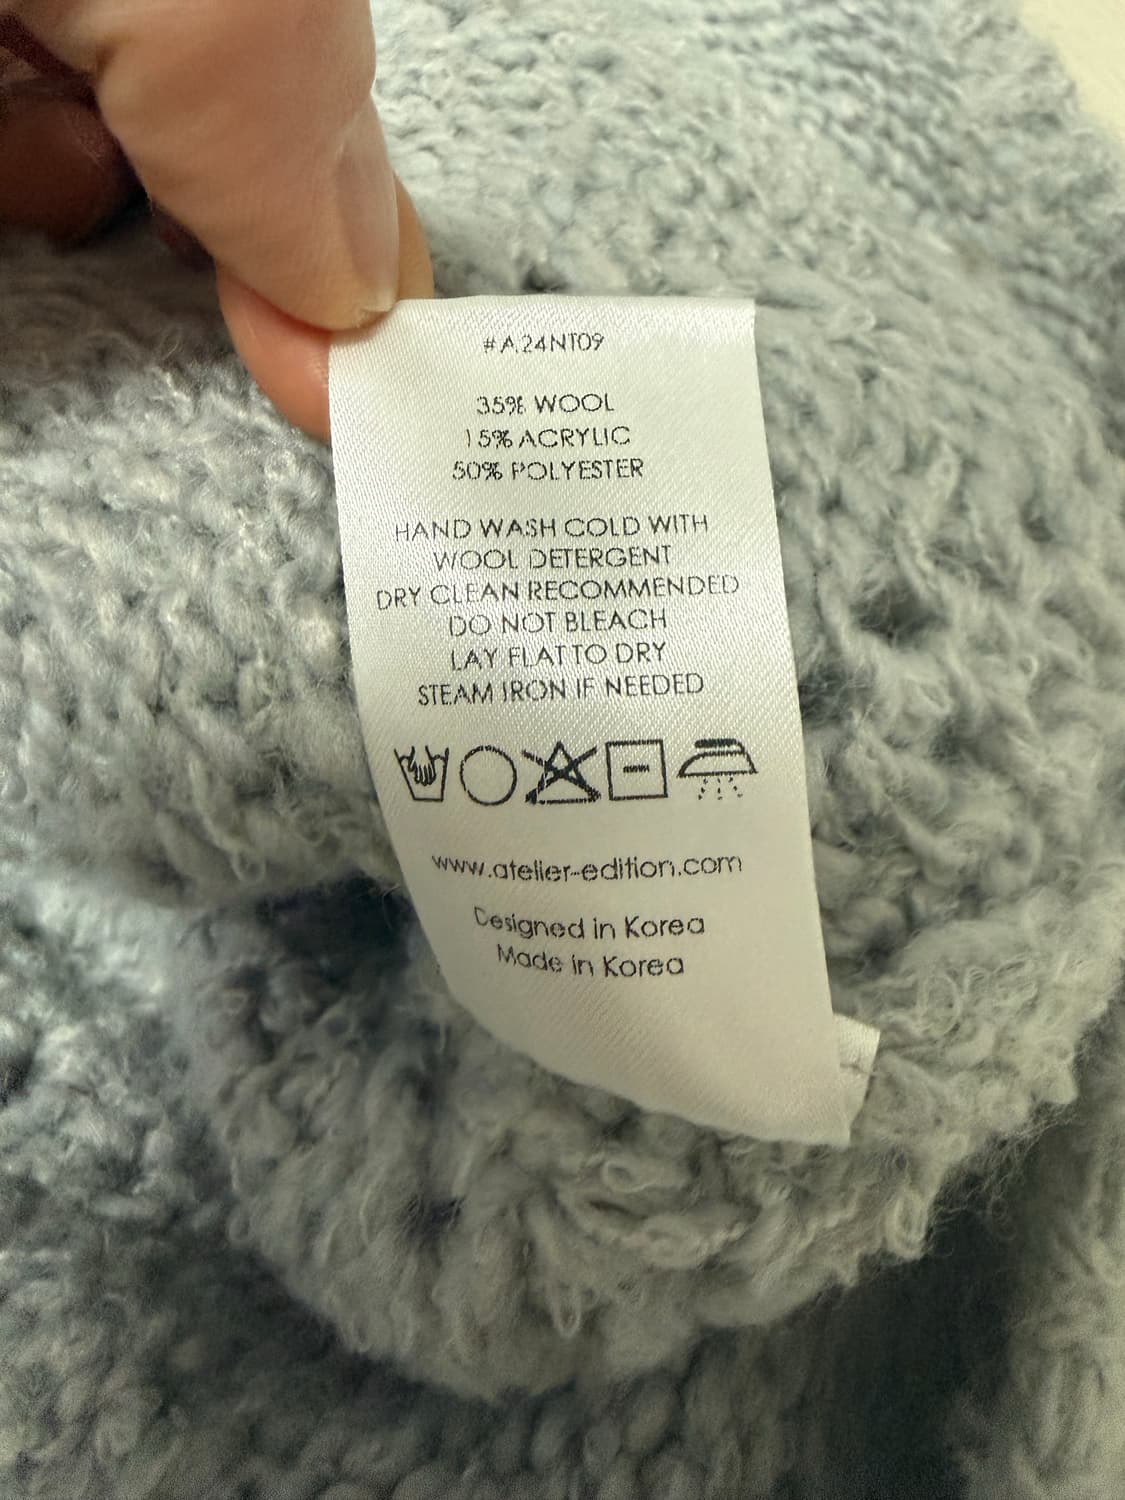 #A24NT09
35% WOOL
15% ACRYLIC
50% POLYESTER
HAND WASH COLD WITH
WOOL DETERGENT
DRY CLEAN RECOMMENDED
DO NOT BLEACH
LAY FLAT TO DRY
STEAM IRON IF NEEDED
www.atelier-edition.com
Designed in Korea
Made in Korea